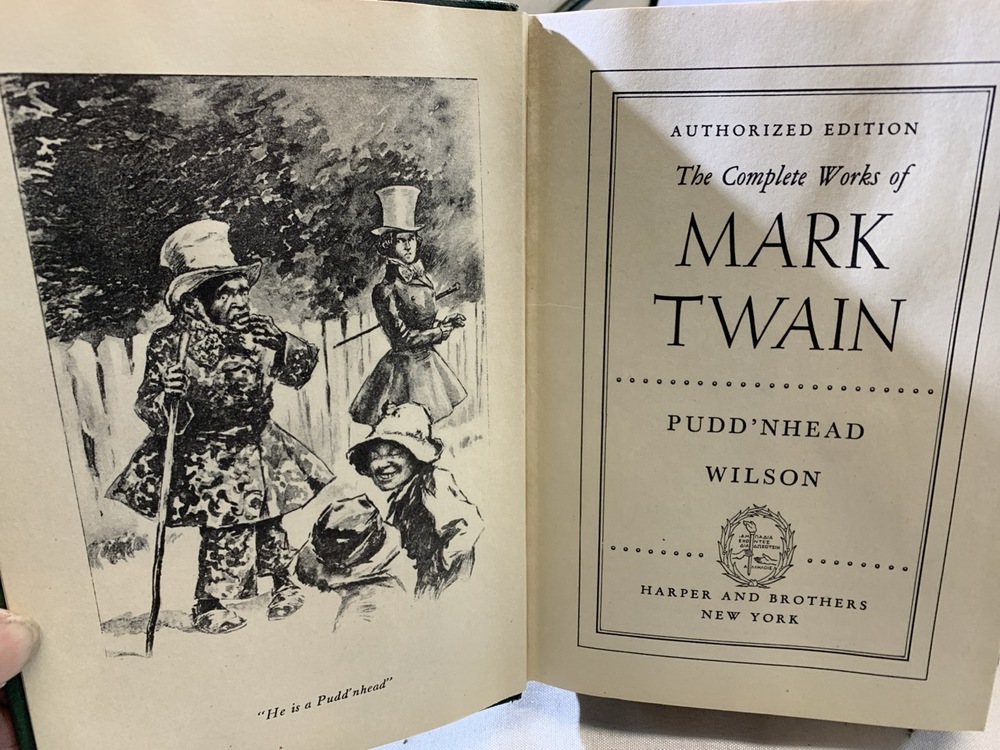 "He is a Pudd'nhead"
AUTHORIZED EDITION
The Complete Works of
MARK
TWAIN
PUDD'NHEAD
WILSON
HARPER AND BROTHERS
NEW YORK